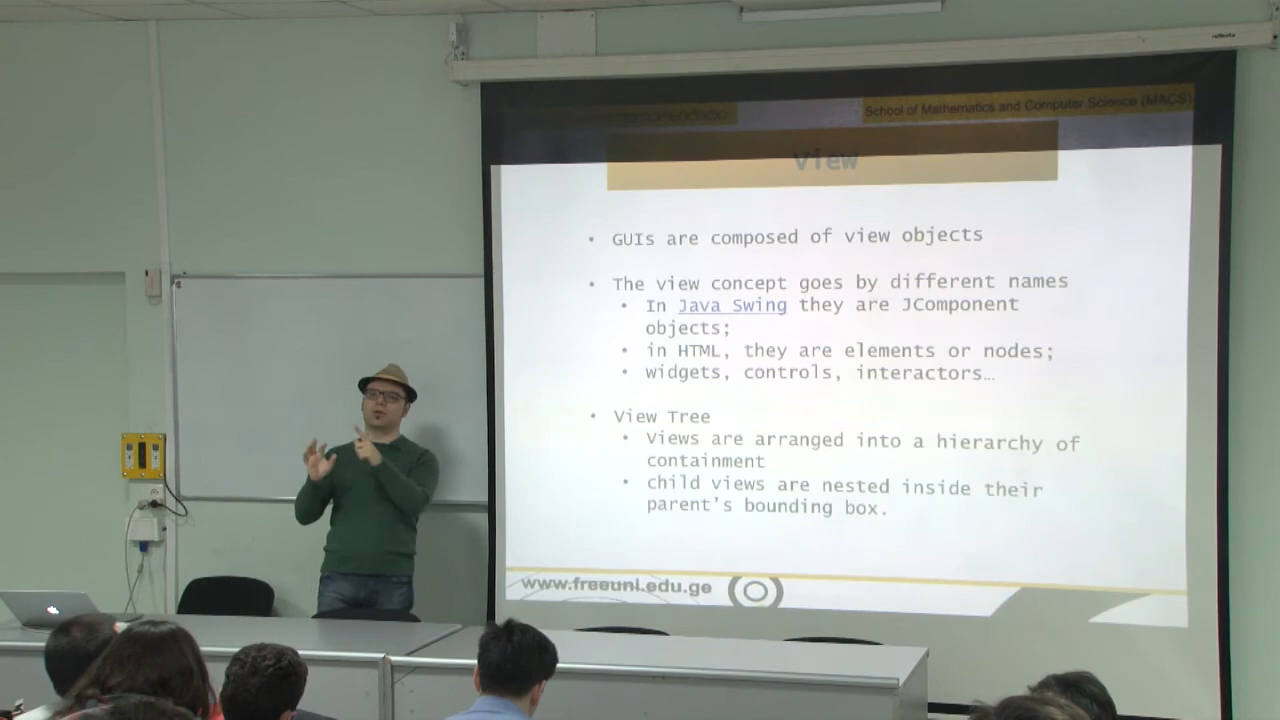 School of Mathematics and Computer Science (MACS)
View
• GUIs are composed of view objects
• The view concept goes by different names
• In Java Swing they are JComponent
objects;
• in HTML, they are elements or nodes;
• widgets, controls, interactors…
• View Tree
• Views are arranged into a hierarchy of
containment
• child views are nested inside their
parent's bounding box.
www.freeuni.edu.ge